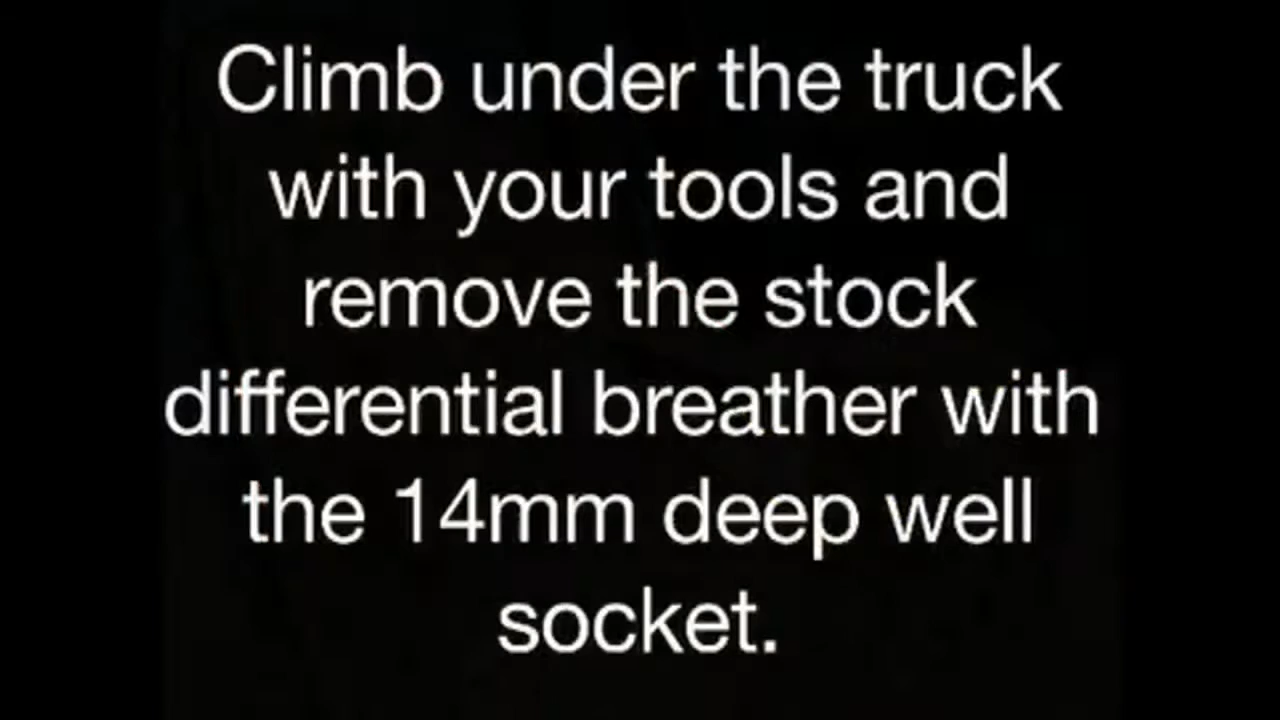 Climb under the truck
with your tools and
remove the stock
differential breather with
the 14mm deep well
socket.